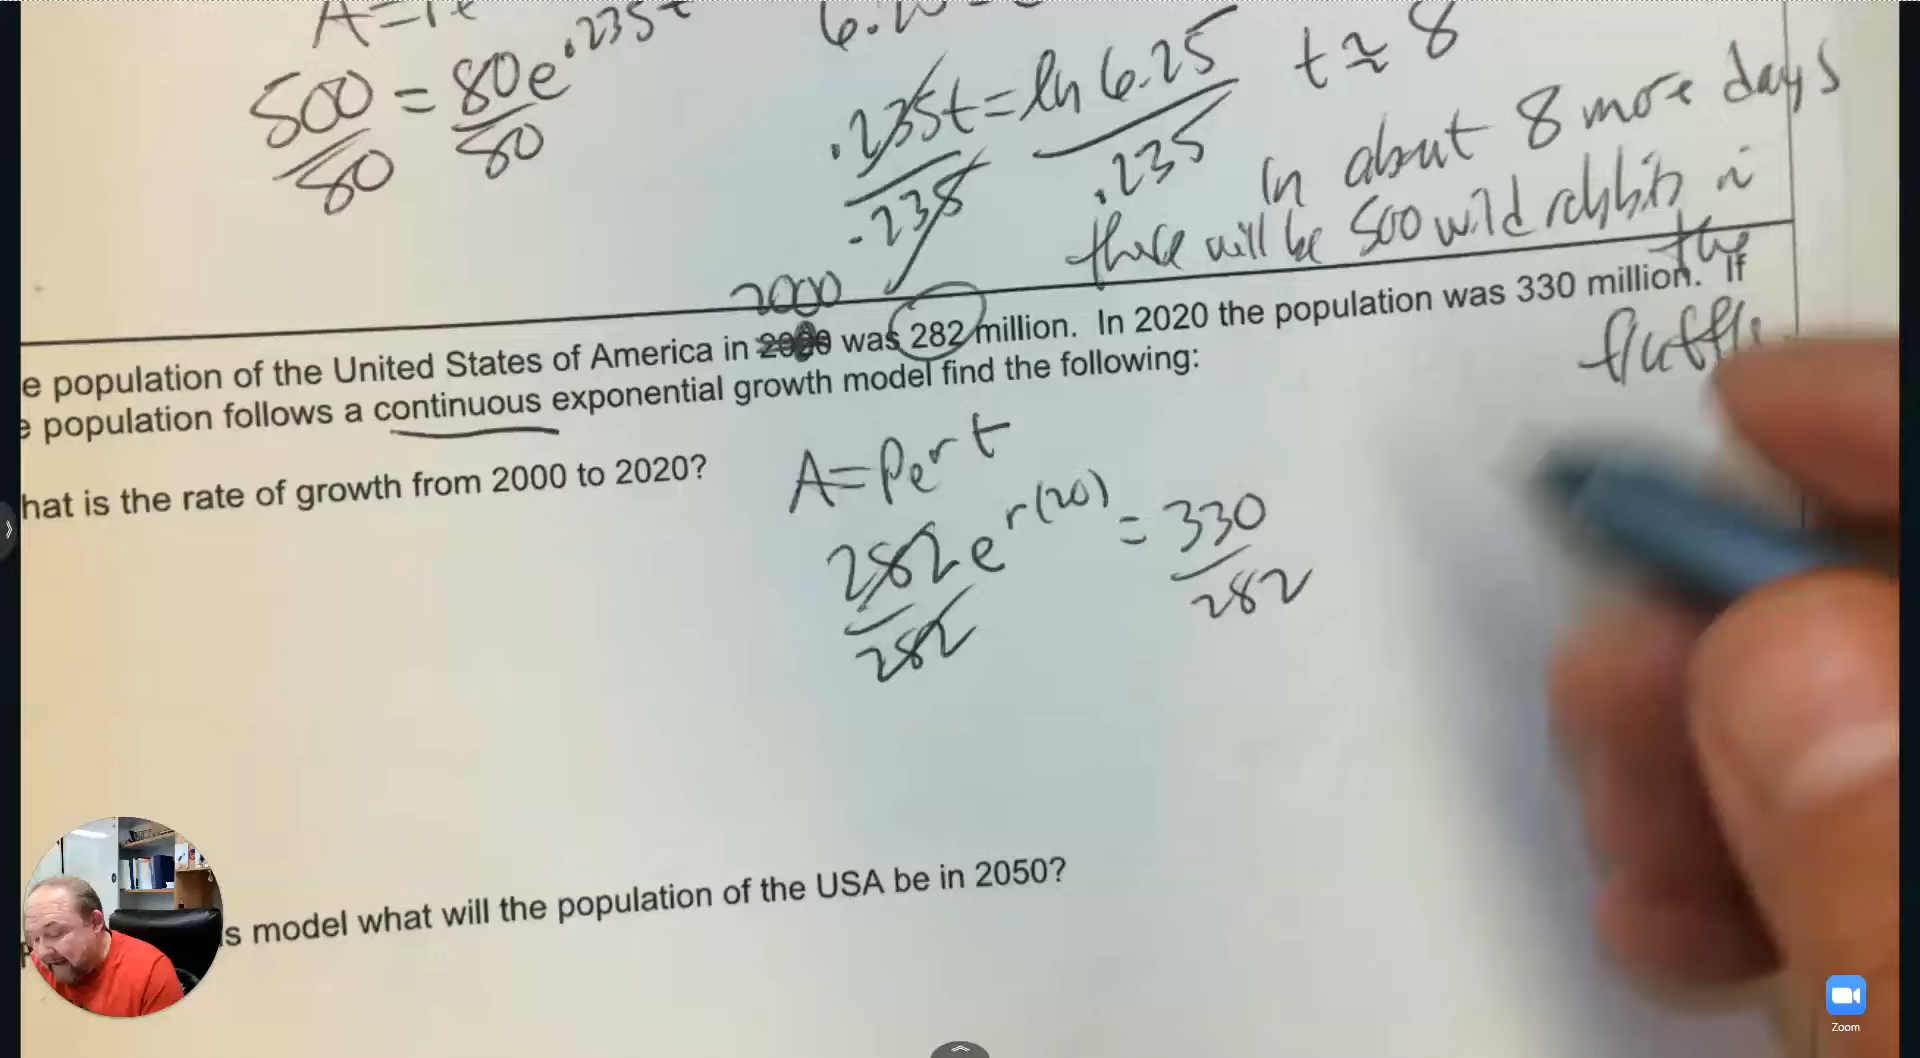 500 = 80e^.235t
80 80
.235t = ln 6.25
.235 .235
t ≈ 8
In about 8 more days
there will be 500 wild rabbits in
the
2000
e population of the United States of America in 2020 was 282 million. In 2020 the population was 330 million. If
e population follows a continuous exponential growth model find the following:
hat is the rate of growth from 2000 to 2020?
A=Pe^rt
282e^r(20) = 330
282 282
s model what will the population of the USA be in 2050?
Zoom